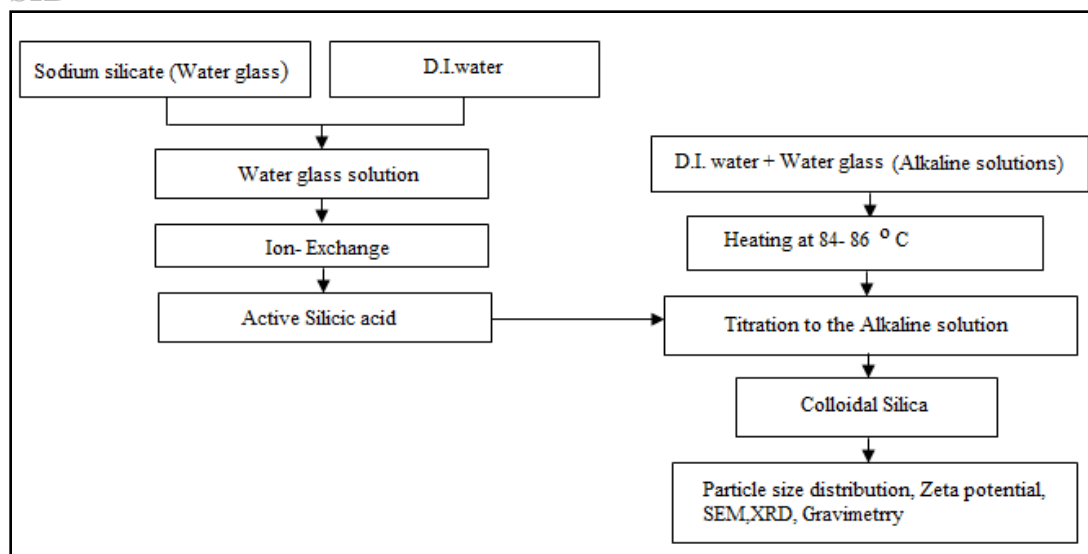 Sodium silicate (Water glass)
D.I.water
Water glass solution
D.I. water + Water glass (Alkaline solutions)
Ion- Exchange
Heating at 84- 86 ⁰ C
Active Silicic acid
Titration to the Alkaline solution
Colloidal Silica
Particle size distribution, Zeta potential,
SEM,XRD, Gravimetrry